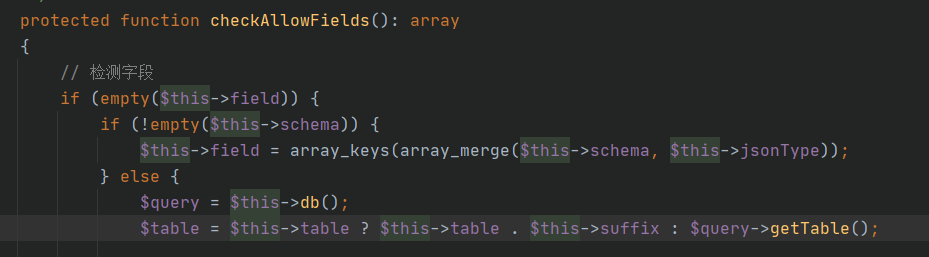 protected function checkAllowFields(): array
{
// 检测字段
if (empty($this->field)) {
if (!empty($this->schema)) {
$this->field = array_keys(array_merge($this->schema, $this->jsonType));
} else {
$query = $this->db();
$table = $this->table ? $this->table . $this->suffix : $query->getTable();